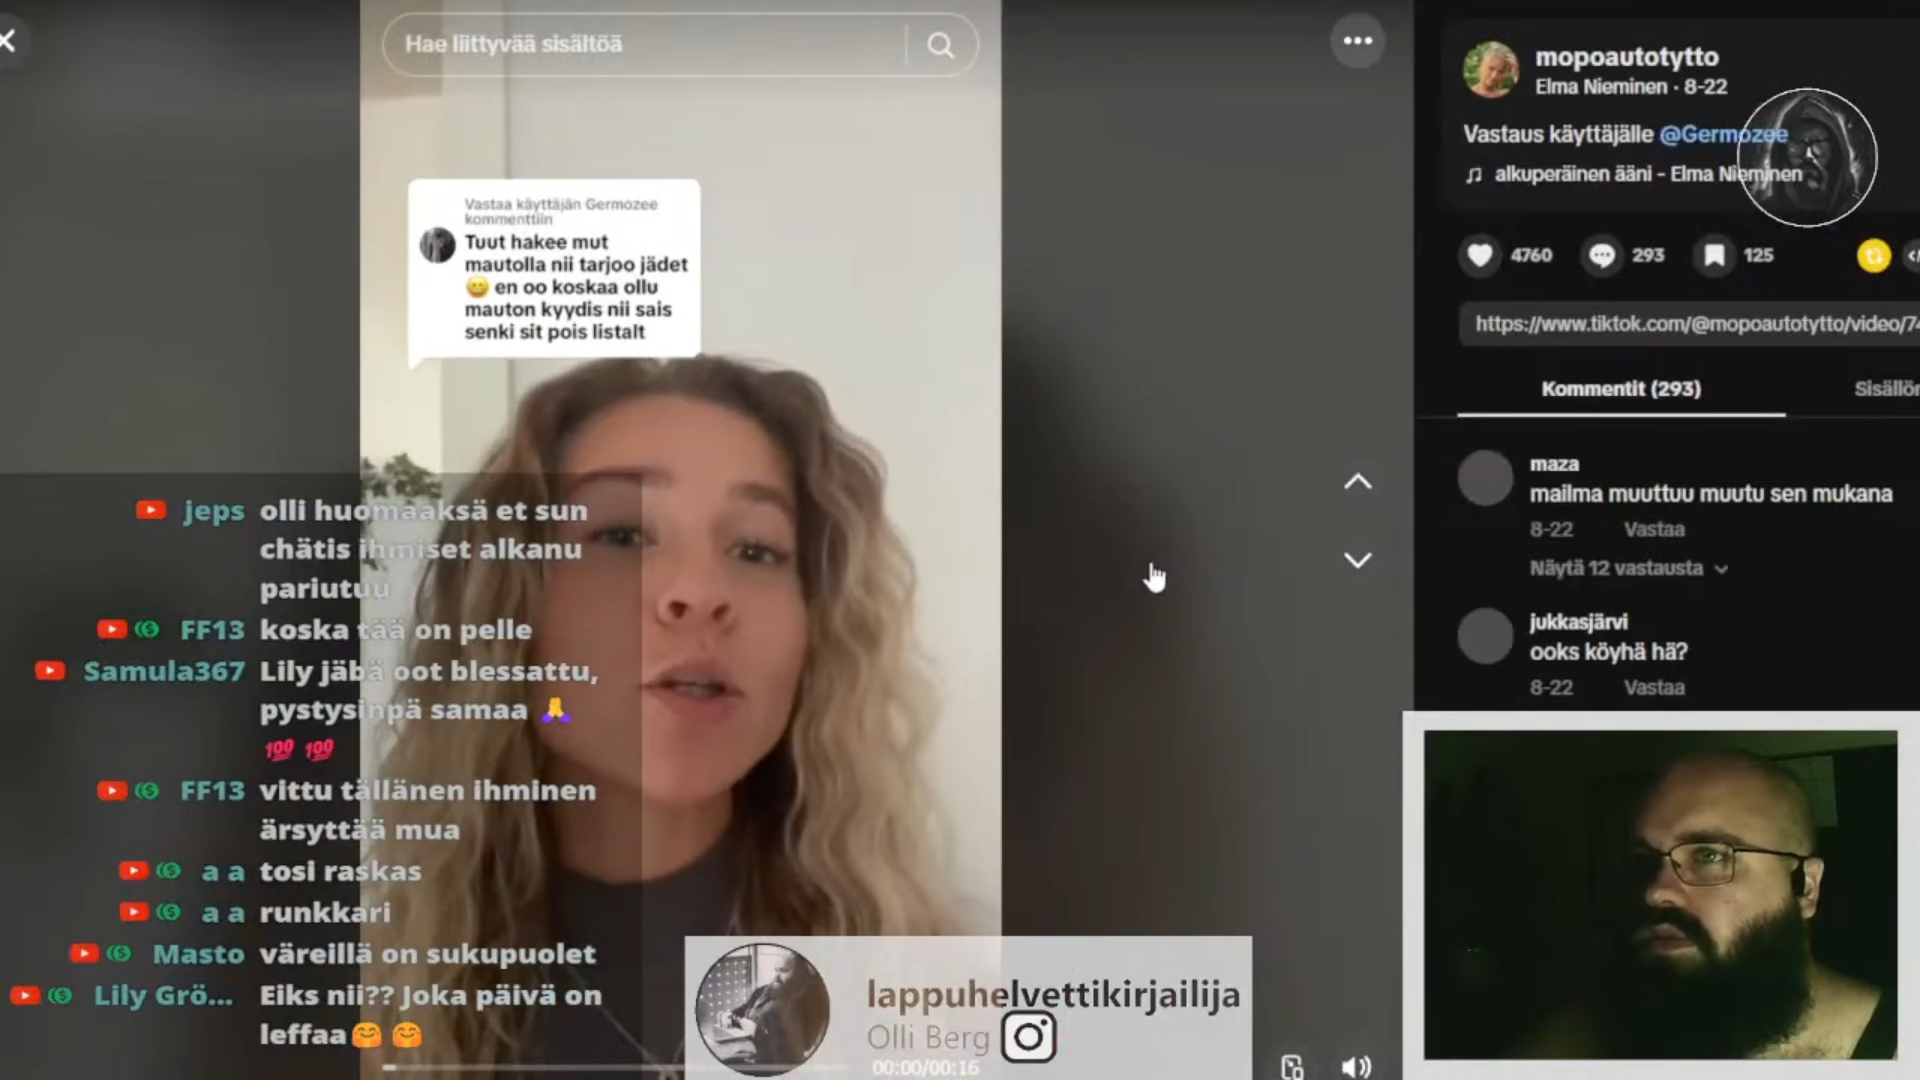 Hae liittyvää sisältöä
mopoautotytto
Elma Nieminen · 8-22
Vastaus käyttäjälle @Germozee
alkuperäinen ääni - Elma Nieminen
4760
293
125
https://www.tiktok.com/@mopoautotytto/video/74
Kommentit (293)
maza
mailma muuttuu muutu sen mukana
8-22 Vastaa
Näytä 12 vastausta
jukkasjärvi
ooks köyhä hä?
8-22 Vastaa
Vastaa käyttäjän Germozee
kommenttiin
Tuut hakee mut
mautolla nii tarjoo jädet
😀 en oo koskaa ollu
mauton kyydis nii sais
senki sit pois listalt
jeps olli huomaaksä et sun
chätis ihmiset alkanu
pariutuu
FF13 koska tää on pelle
Samula367 Lily jäbä oot blessattu,
pystysinpä samaa 🙏
💯 💯
FF13 vittu tällänen ihminen
ärsyttää mua
a a tosi raskas
a a runkkari
Masto väreillä on sukupuolet
Lily Grö... Eiks nii?? Joka päivä on
leffaa🤗 🤗
lappuhelvettikirjailija
Olli Berg
00:00/00:16